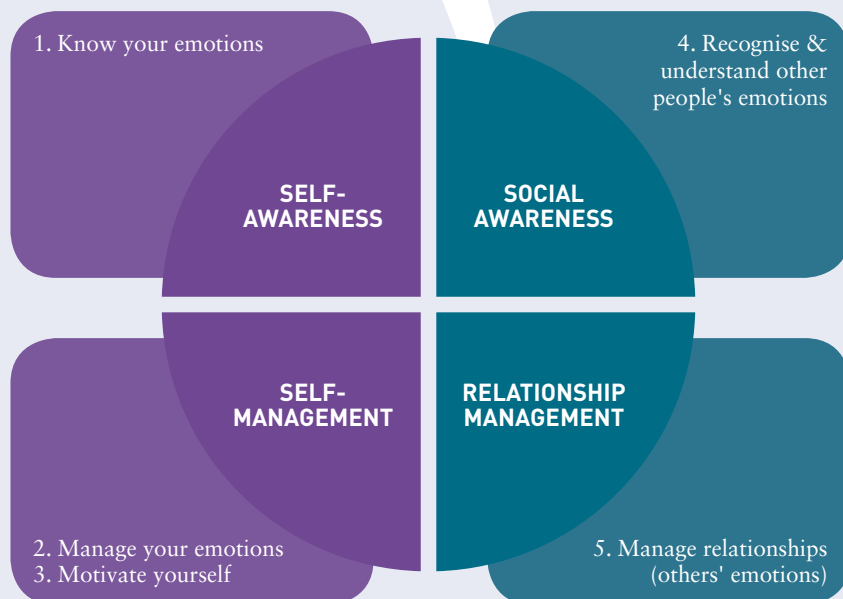 1. Know your emotions
SELF-
AWARENESS
SOCIAL
AWARENESS
4. Recognise &
understand other
people's emotions
SELF-
MANAGEMENT
2. Manage your emotions
3. Motivate yourself
RELATIONSHIP
MANAGEMENT
5. Manage relationships
(others' emotions)